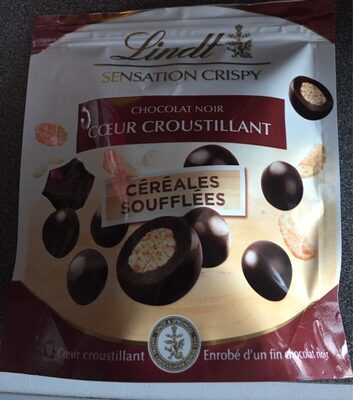 Lindt
SENSATION CRISPY
CHOCOLAT NOIR
CŒUR CROUSTILLANT
CÉRÉALES
SOUFFLÉES
Cœur croustillant
Enrobé d'un fin chocolat noir